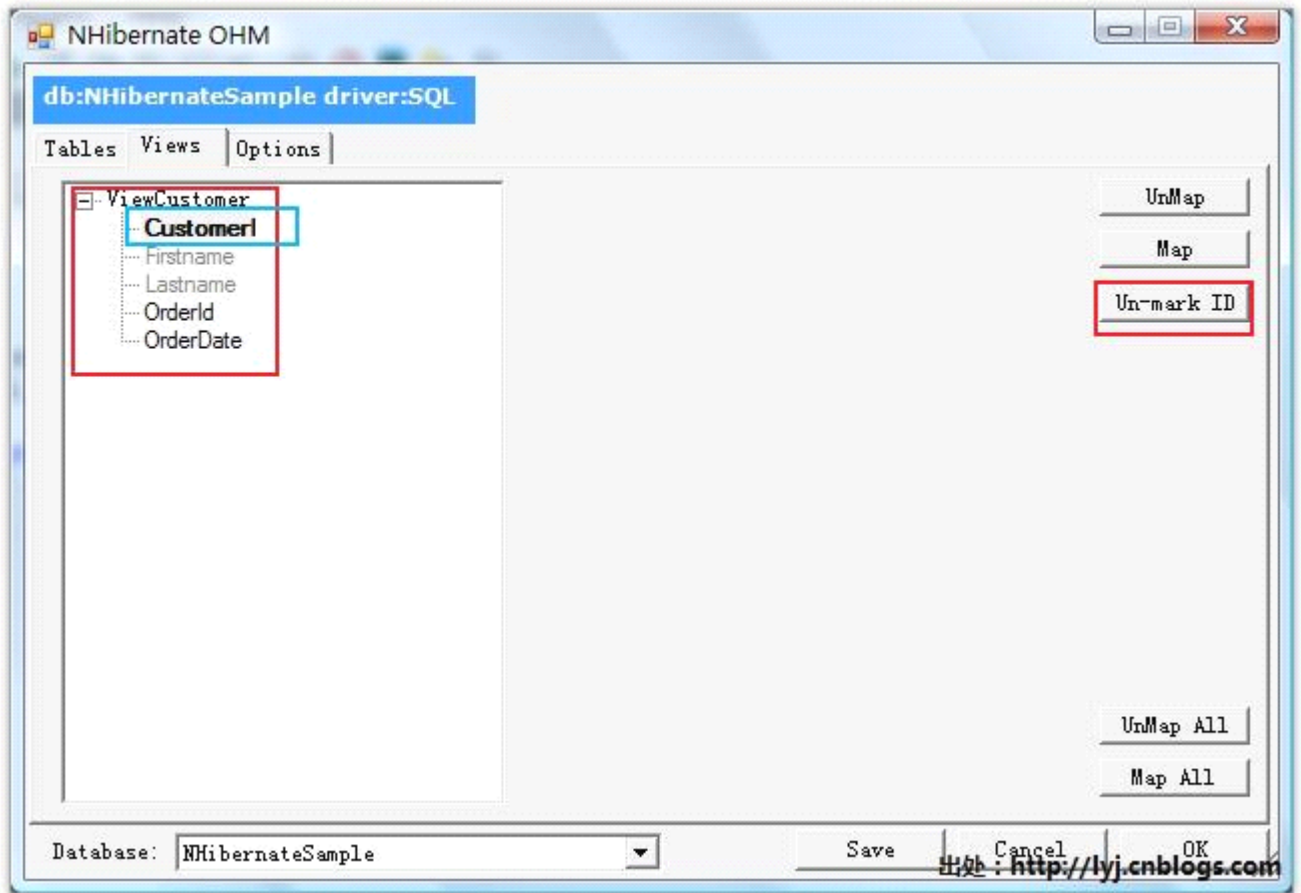 NHibernate OHM
db:NHibernateSample driver:SQL
Tables Views Options
ViewCustomer
CustomerI
Firstname
Lastname
OrderId
OrderDate
UnMap
Map
Un-mark ID
UnMap All
Map All
Database: NHibernateSample
Save Cancel OK
出处：http://lyj.cnblogs.com